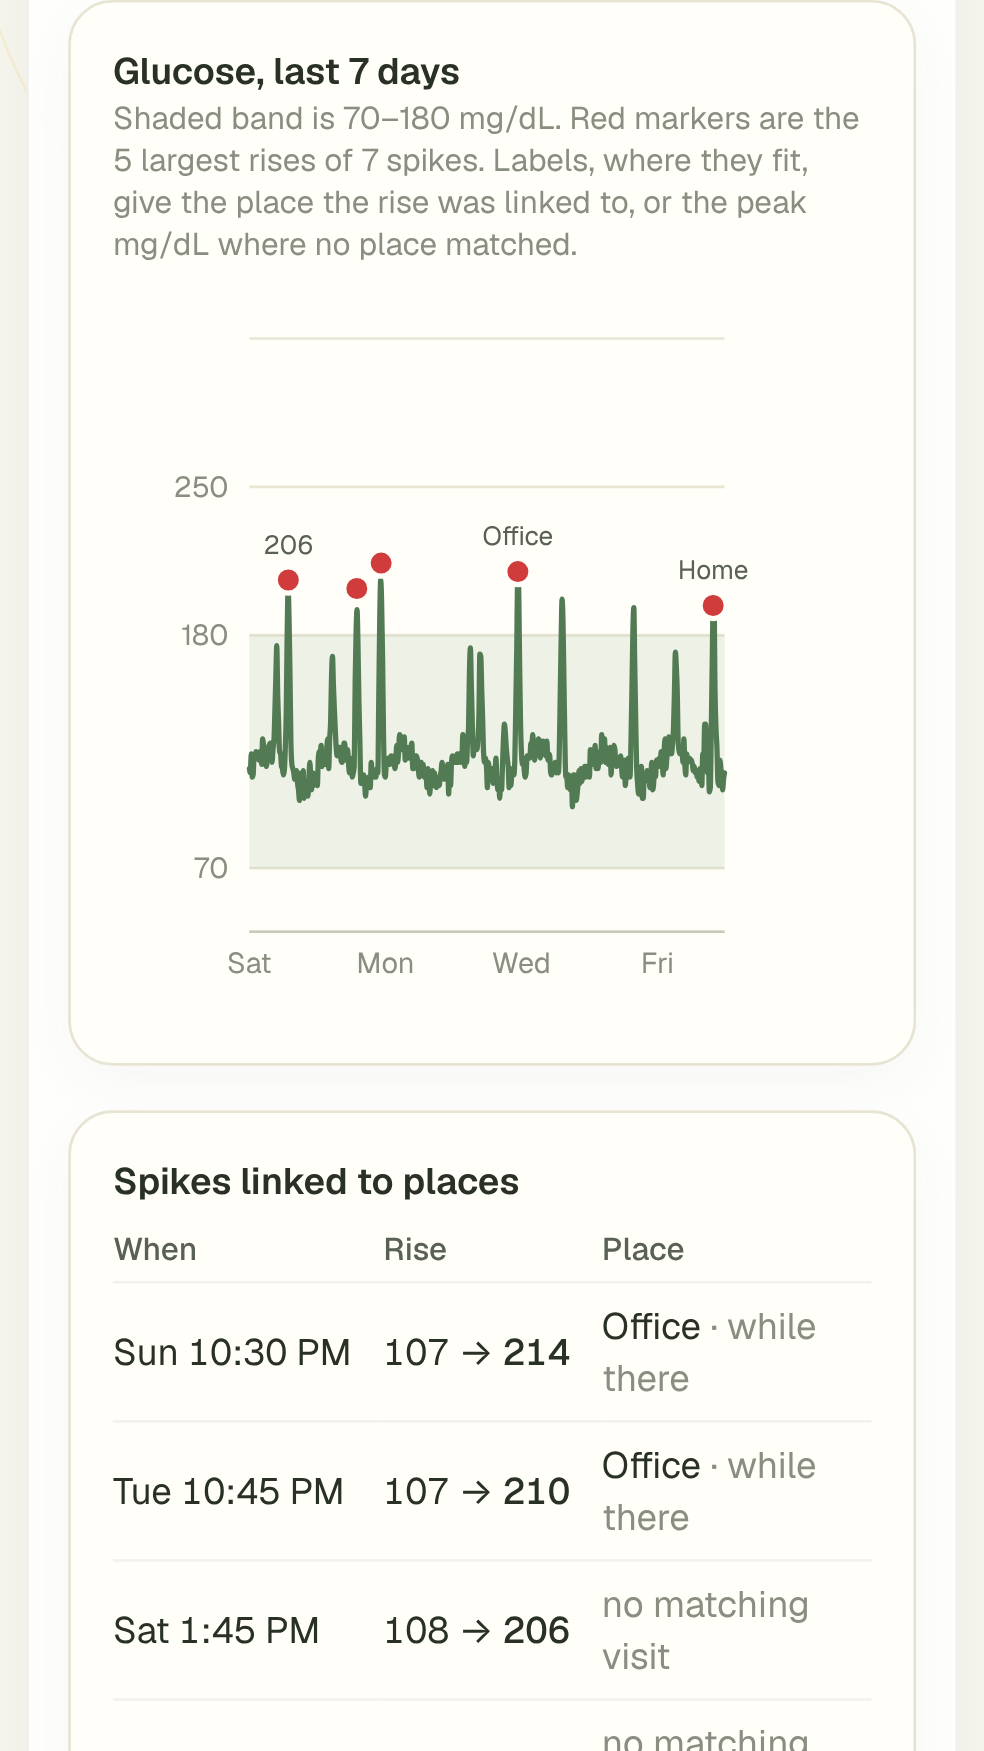 Glucose, last 7 days
Shaded band is 70–180 mg/dL. Red markers are the
5 largest rises of 7 spikes. Labels, where they fit,
give the place the rise was linked to, or the peak
mg/dL where no place matched.
250
206
Office
Home
180
70
Sat Mon Wed Fri
Spikes linked to places
When Rise Place
Sun 10:30 PM 107 → 214 Office · while
there
Tue 10:45 PM 107 → 210 Office · while
there
Sat 1:45 PM 108 → 206 no matching
visit
no matching